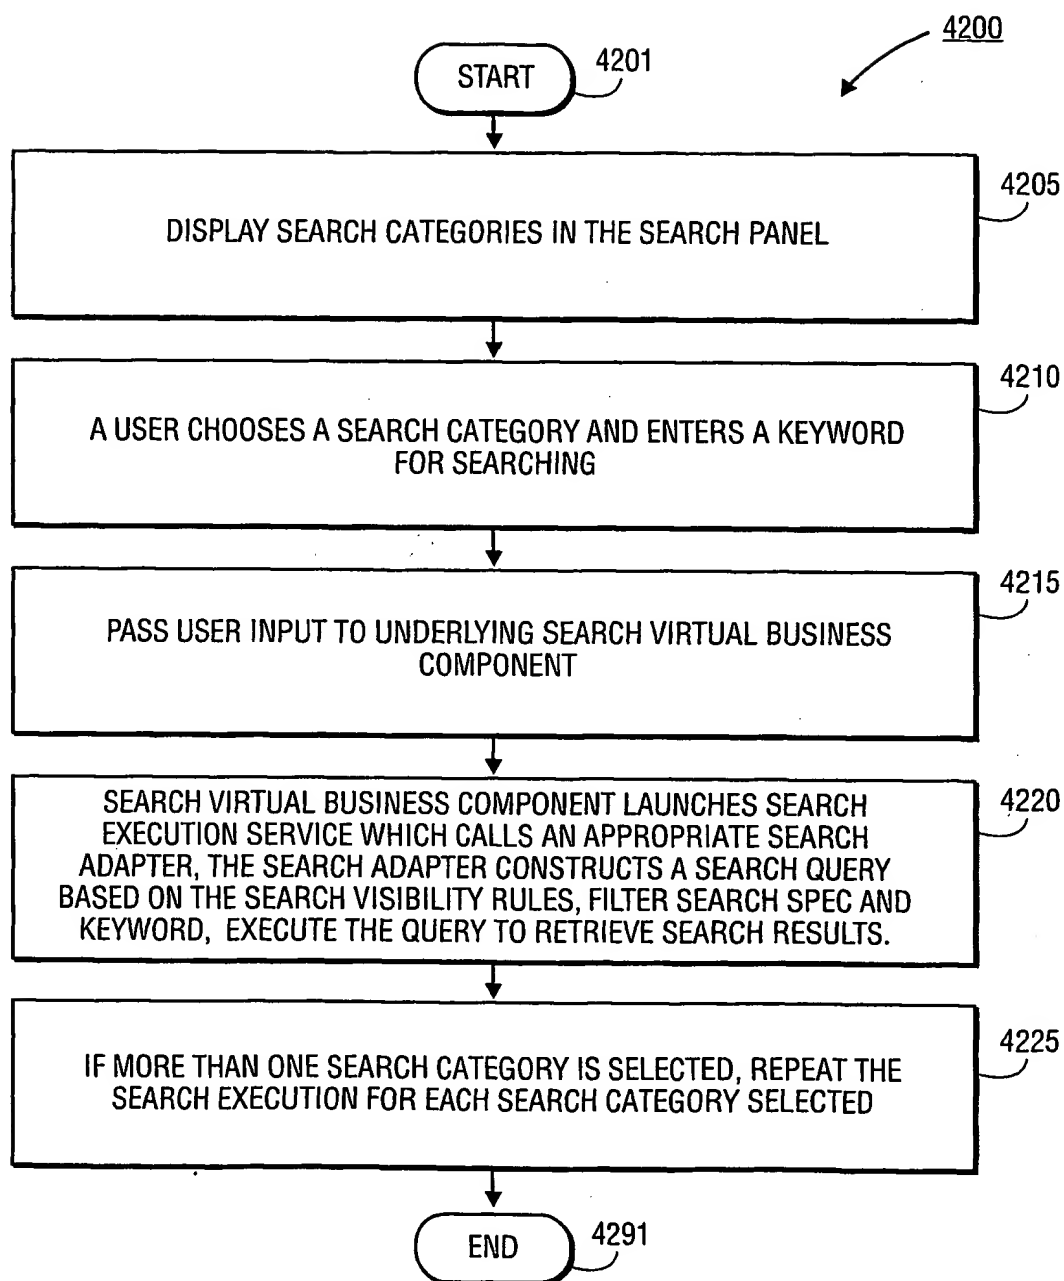 4200
START
4201
DISPLAY SEARCH CATEGORIES IN THE SEARCH PANEL
4205
A USER CHOOSES A SEARCH CATEGORY AND ENTERS A KEYWORD
FOR SEARCHING
4210
PASS USER INPUT TO UNDERLYING SEARCH VIRTUAL BUSINESS
COMPONENT
4215
SEARCH VIRTUAL BUSINESS COMPONENT LAUNCHES SEARCH
EXECUTION SERVICE WHICH CALLS AN APPROPRIATE SEARCH
ADAPTER, THE SEARCH ADAPTER CONSTRUCTS A SEARCH QUERY
BASED ON THE SEARCH VISIBILITY RULES, FILTER SEARCH SPEC AND
KEYWORD, EXECUTE THE QUERY TO RETRIEVE SEARCH RESULTS.
4220
IF MORE THAN ONE SEARCH CATEGORY IS SELECTED, REPEAT THE
SEARCH EXECUTION FOR EACH SEARCH CATEGORY SELECTED
4225
END
4291